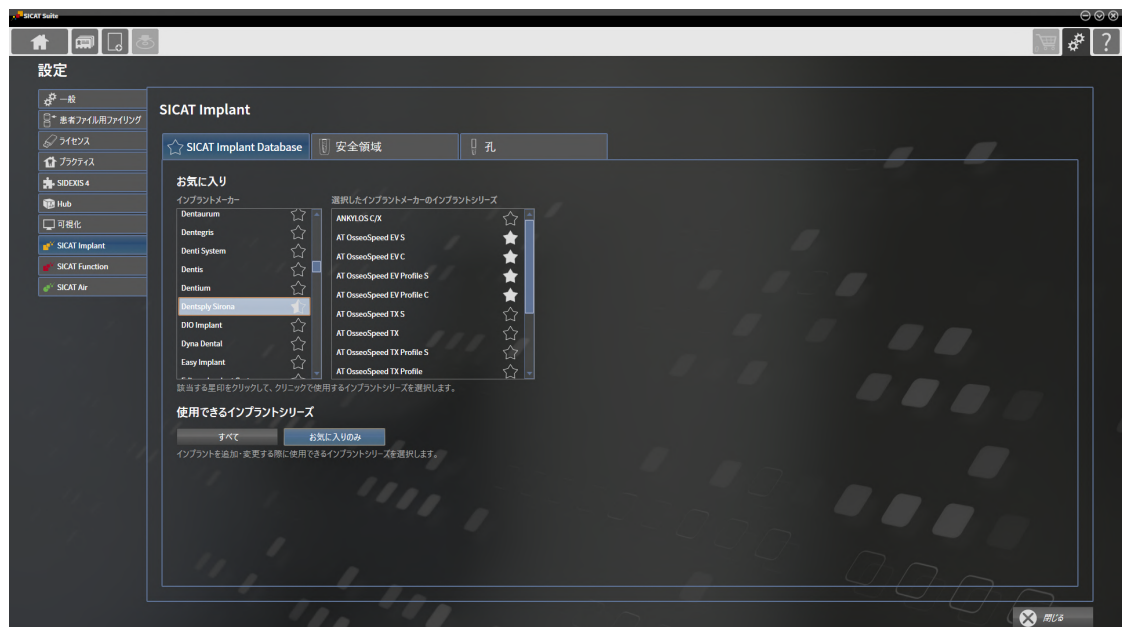 SICAT Suite
設定
一般
患者ファイル用ファイリング
ライセンス
プラクティス
SIDEXIS 4
Hub
可視化
SICAT Implant
SICAT Function
SICAT Air
SICAT Implant
SICAT Implant Database
安全領域
孔
お気に入り
インプラントメーカー
Dentaurum
Dentegris
Denti System
Dentis
Dentium
Dentsply Sirona
DIO Implant
Dyna Dental
Easy Implant
選択したインプラントメーカーのインプラントシリーズ
ANKYLOS C/X
AT OsseoSpeed EV S
AT OsseoSpeed EV C
AT OsseoSpeed EV Profile S
AT OsseoSpeed EV Profile C
AT OsseoSpeed TX S
AT OsseoSpeed TX
AT OsseoSpeed TX Profile S
AT OsseoSpeed TX Profile
該当する星印をクリックして、クリニックで使用するインプラントシリーズを選択します。
使用できるインプラントシリーズ
すべて
お気に入りのみ
インプラントを追加・変更する際に使用できるインプラントシリーズを選択します。
閉じる